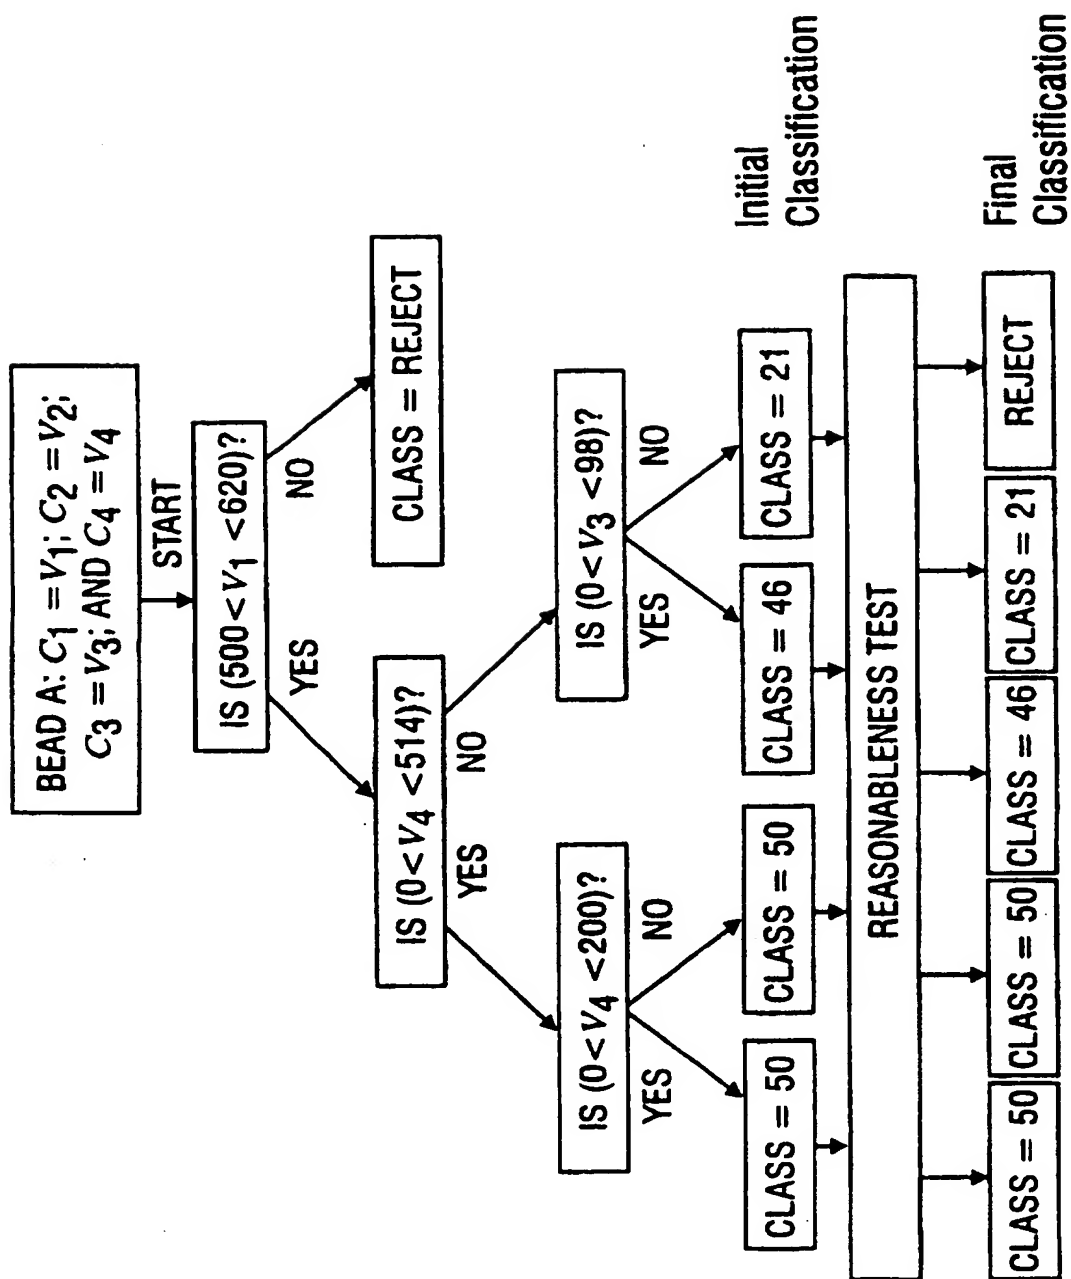 BEAD A: C1 = V1; C2 = V2;
C3 = V3; AND C4 = V4
START
IS (500< V1 <620)?
YES
NO
IS (0< V4 <514)?
CLASS = REJECT
YES
NO
IS (0< V4 <200)?
IS (0< V3 <98)?
YES
NO
YES
NO
CLASS = 50
CLASS = 50
CLASS = 46
CLASS = 21
Initial
Classification
REASONABLENESS TEST
CLASS = 50
CLASS = 50
CLASS = 46
CLASS = 21
REJECT
Final
Classification